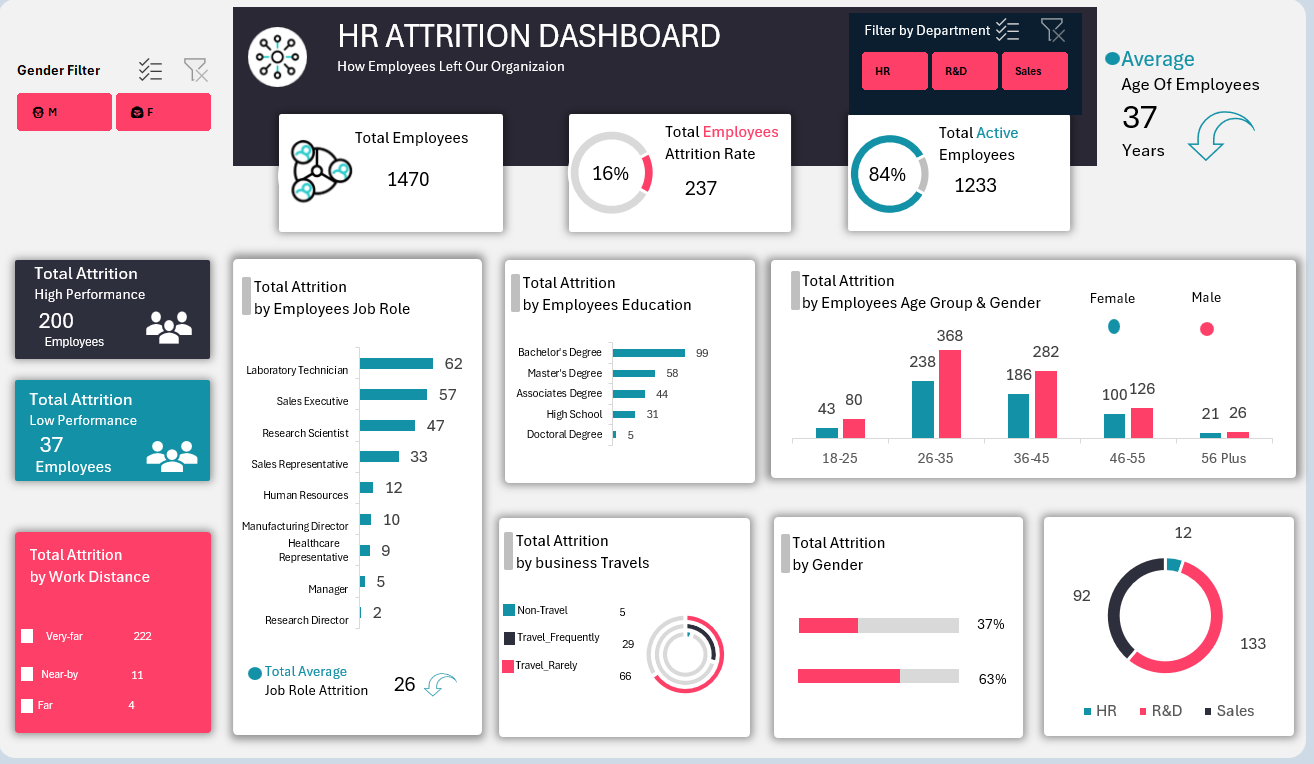 Gender Filter
M
F
HR ATTRITION DASHBOARD
How Employees Left Our Organizaion
Filter by Department
HR
R&D
Sales
Average
Age Of Employees
37
Years
Total Employees
1470
16%
Total Employees
Attrition Rate
237
84%
Total Active
Employees
1233
Total Attrition
High Performance
200
Employees
Total Attrition
Low Performance
37
Employees
Total Attrition
by Work Distance
Very-far 222
Near-by 11
Far 4
Total Attrition
by Employees Job Role
Laboratory Technician 62
Sales Executive 57
Research Scientist 47
Sales Representative 33
Human Resources 12
Manufacturing Director 10
Healthcare
Representative 9
Manager 5
Research Director 2
Total Average
Job Role Attrition 26
Total Attrition
by Employees Education
Bachelor's Degree 99
Master's Degree 58
Associates Degree 44
High School 31
Doctoral Degree 5
Total Attrition
by Employees Age Group & Gender
Female Male
43 80 238 368 186 282 100 126 21 26
18-25 26-35 36-45 46-55 56 Plus
Total Attrition
by business Travels
Non-Travel 5
Travel_Frequently 29
Travel_Rarely 66
Total Attrition
by Gender
37%
63%
12
92
133
HR R&D Sales